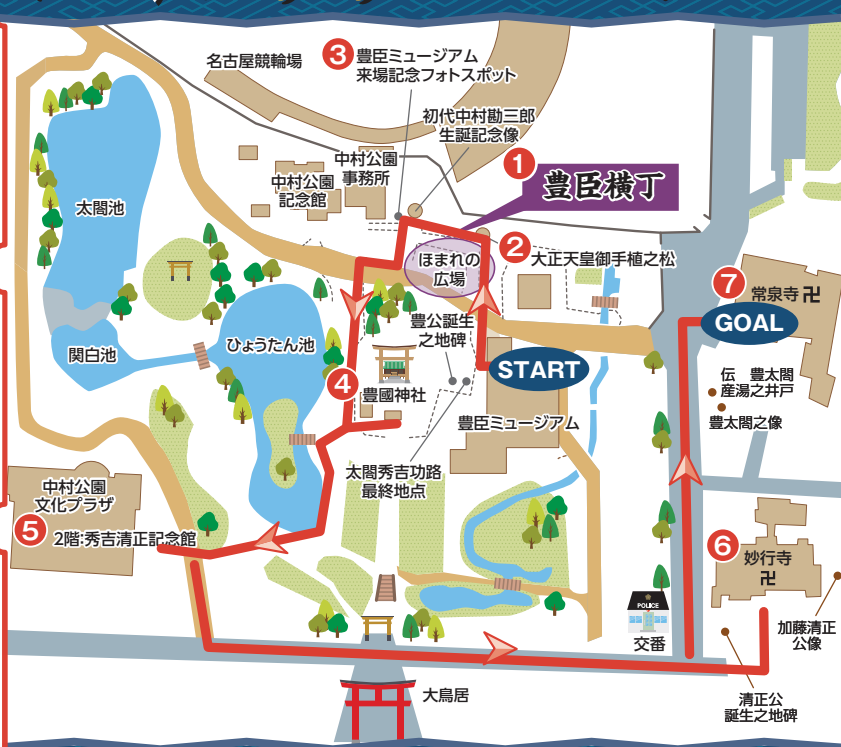 名古屋競輪場
3
豊臣ミュージアム
来場記念フォトスポット
初代中村勘三郎
生誕記念像
1
豊臣横丁
中村公園
事務所
中村公園
記念館
太閤池
ほまれの
広場
2
大正天皇御手植之松
7
常泉寺卍
GOAL
関白池
ひょうたん池
豊公誕生
之地碑
START
伝 豊太閤
産湯之井戸
豊太閤之像
4
豊國神社
豊臣ミュージアム
太閤秀吉功路
最終地点
中村公園
文化プラザ
5
2階:秀吉清正記念館
6
妙行寺
卍
POLICE
交番
加藤清正
公像
大鳥居
清正公
誕生之地碑